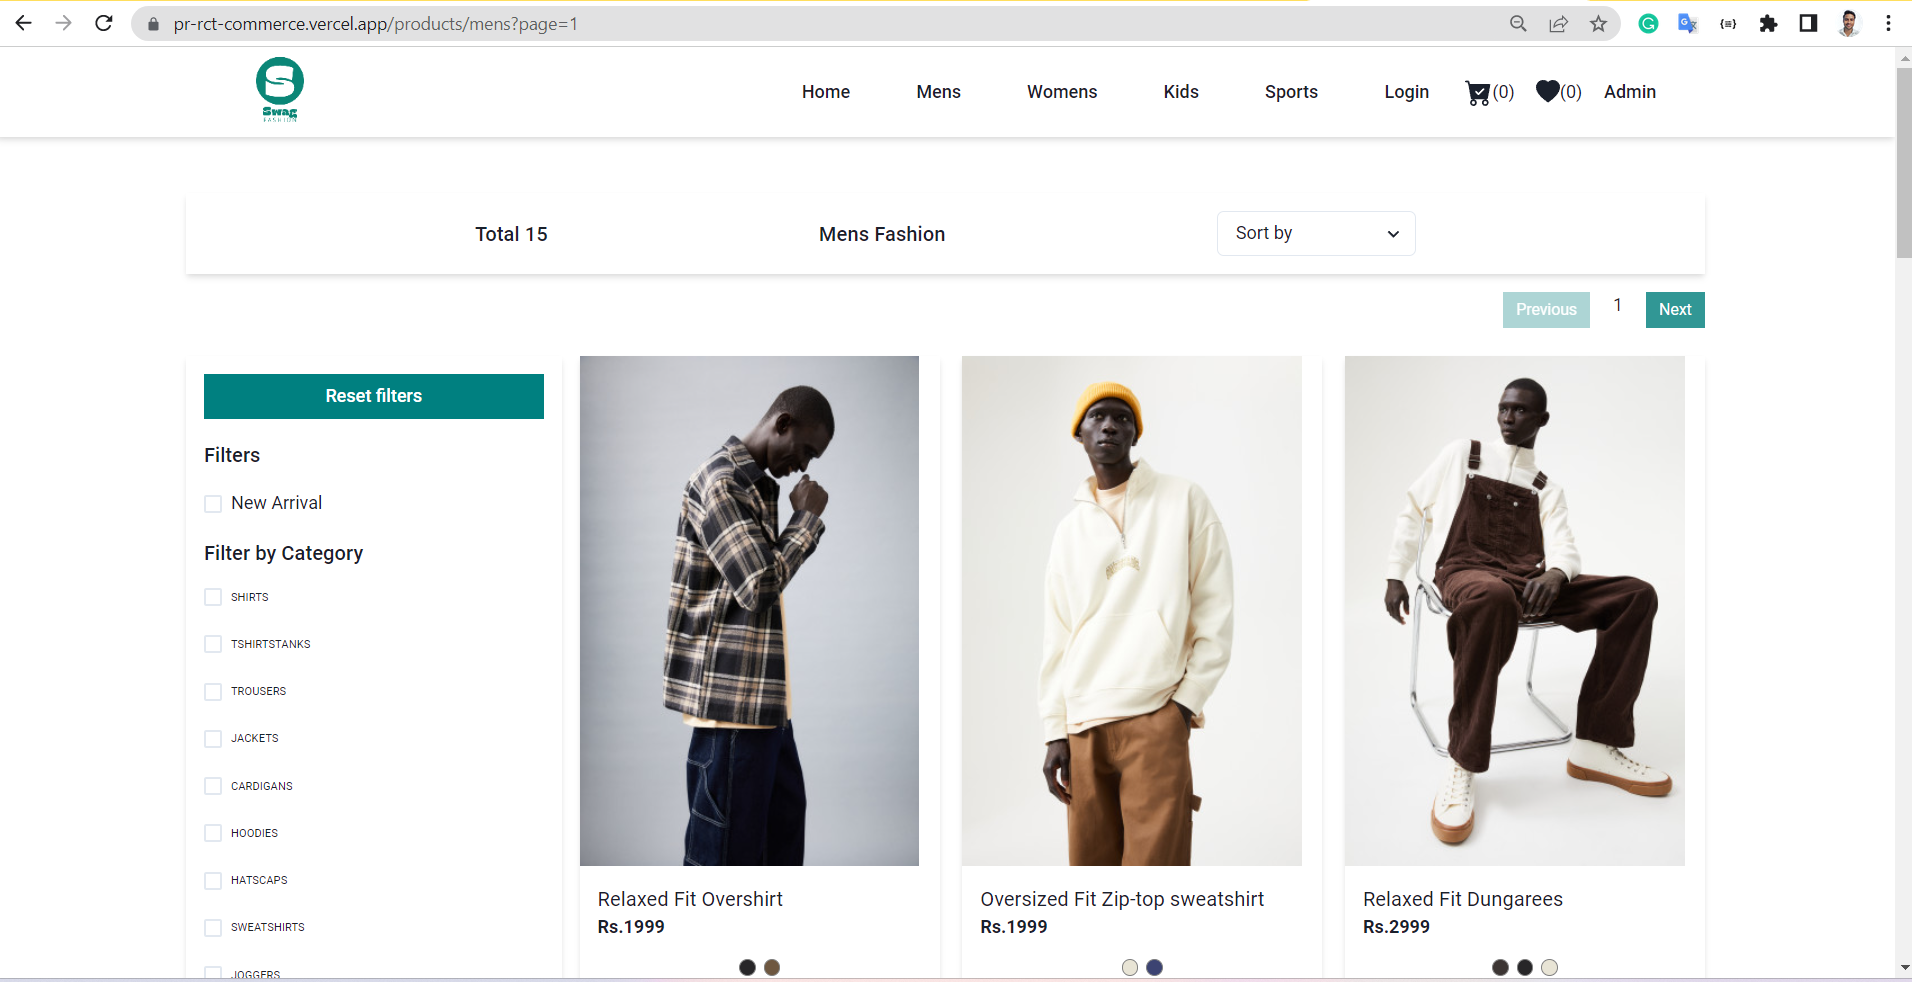 pr-rct-commerce.vercel.app/products/mens?page=1
Swag
FASHION
Home
Mens
Womens
Kids
Sports
Login
(0)
(0)
Admin
Total 15
Mens Fashion
Sort by
Previous
1
Next
Reset filters
Filters
New Arrival
Filter by Category
SHIRTS
TSHIRTSTANKS
TROUSERS
JACKETS
CARDIGANS
HOODIES
HATSCAPS
SWEATSHIRTS
JOGGERS
Relaxed Fit Overshirt
Rs.1999
Oversized Fit Zip-top sweatshirt
Rs.1999
Relaxed Fit Dungarees
Rs.2999